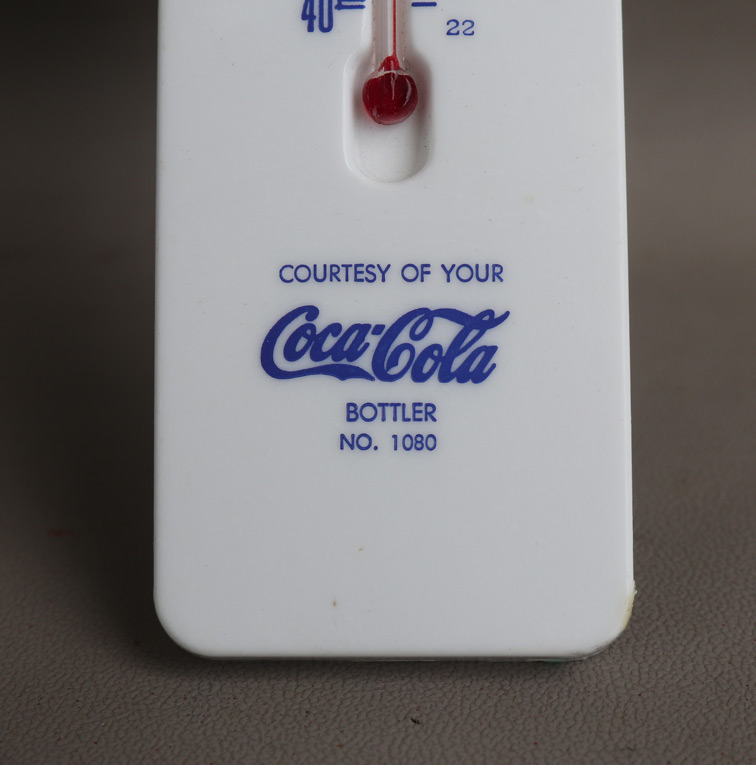 40
22
COURTESY OF YOUR
Coca-Cola
BOTTLER
NO. 1080